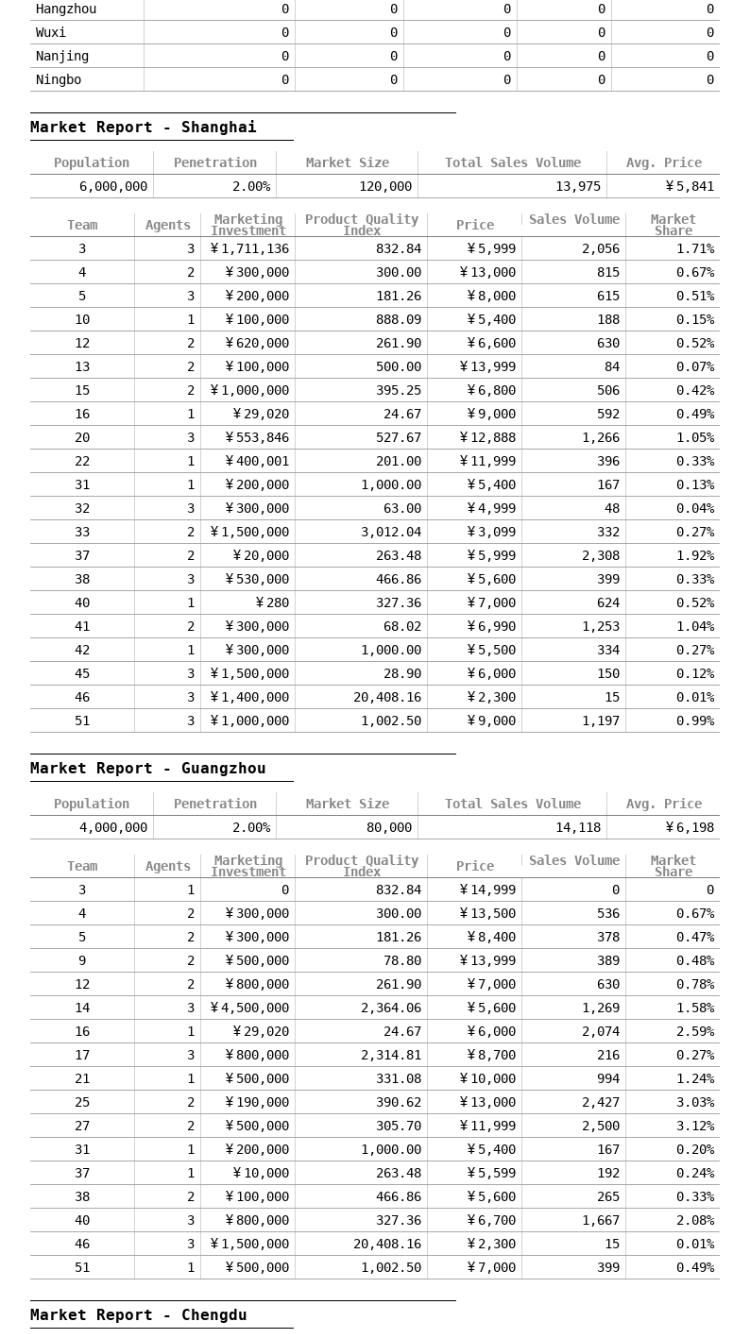 Hangzhou 0 0 0 0 0
Wuxi 0 0 0 0 0
Nanjing 0 0 0 0 0
Ningbo 0 0 0 0 0
Market Report - Shanghai
Population Penetration Market Size Total Sales Volume Avg. Price
6,000,000 2.00% 120,000 13,975 ¥5,841
Team Agents Marketing Investment Product Quality Index Price Sales Volume Market Share
3 3 ¥1,711,136 832.84 ¥5,999 2,056 1.71%
4 2 ¥300,000 300.00 ¥13,000 815 0.67%
5 3 ¥200,000 181.26 ¥8,000 615 0.51%
10 1 ¥100,000 888.09 ¥5,400 188 0.15%
12 2 ¥620,000 261.90 ¥6,600 630 0.52%
13 2 ¥100,000 500.00 ¥13,999 84 0.07%
15 2 ¥1,000,000 395.25 ¥6,800 506 0.42%
16 1 ¥29,020 24.67 ¥9,000 592 0.49%
20 3 ¥553,846 527.67 ¥12,888 1,266 1.05%
22 1 ¥400,001 201.00 ¥11,999 396 0.33%
31 1 ¥200,000 1,000.00 ¥5,400 167 0.13%
32 3 ¥300,000 63.00 ¥4,999 48 0.04%
33 2 ¥1,500,000 3,012.04 ¥3,099 332 0.27%
37 2 ¥20,000 263.48 ¥5,999 2,308 1.92%
38 3 ¥530,000 466.86 ¥5,600 399 0.33%
40 1 ¥280 327.36 ¥7,000 624 0.52%
41 2 ¥300,000 68.02 ¥6,990 1,253 1.04%
42 1 ¥300,000 1,000.00 ¥5,500 334 0.27%
45 3 ¥1,500,000 28.90 ¥6,000 150 0.12%
46 3 ¥1,400,000 20,408.16 ¥2,300 15 0.01%
51 3 ¥1,000,000 1,002.50 ¥9,000 1,197 0.99%
Market Report - Guangzhou
Population Penetration Market Size Total Sales Volume Avg. Price
4,000,000 2.00% 80,000 14,118 ¥6,198
Team Agents Marketing Investment Product Quality Index Price Sales Volume Market Share
3 1 0 832.84 ¥14,999 0 0
4 2 ¥300,000 300.00 ¥13,500 536 0.67%
5 2 ¥300,000 181.26 ¥8,400 378 0.47%
9 2 ¥500,000 78.80 ¥13,999 389 0.48%
12 2 ¥800,000 261.90 ¥7,000 630 0.78%
14 3 ¥4,500,000 2,364.06 ¥5,600 1,269 1.58%
16 1 ¥29,020 24.67 ¥6,000 2,074 2.59%
17 3 ¥800,000 2,314.81 ¥8,700 216 0.27%
21 1 ¥500,000 331.08 ¥10,000 994 1.24%
25 2 ¥190,000 390.62 ¥13,000 2,427 3.03%
27 2 ¥500,000 305.70 ¥11,999 2,500 3.12%
31 1 ¥200,000 1,000.00 ¥5,400 167 0.20%
37 1 ¥10,000 263.48 ¥5,599 192 0.24%
38 2 ¥100,000 466.86 ¥5,600 265 0.33%
40 3 ¥800,000 327.36 ¥6,700 1,667 2.08%
46 3 ¥1,500,000 20,408.16 ¥2,300 15 0.01%
51 1 ¥500,000 1,002.50 ¥7,000 399 0.49%
Market Report - Chengdu